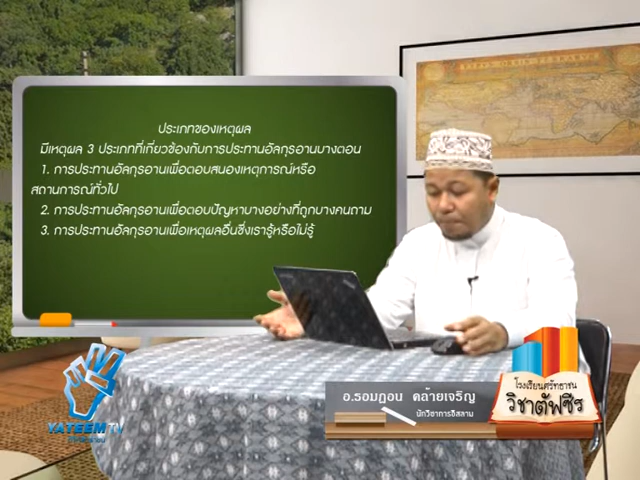 ประเภทของเหตุผล
มีเหตุผล 3 ประเภทที่เกี่ยวข้องกับการประทานอัลกุรอานบางตอน
1. การประทานอัลกุรอานเพื่อตอบสนองเหตุการณ์หรือ
สถานการณ์ทั่วไป
2. การประทานอัลกุรอานเพื่อตอบปัญหาบางอย่างที่ถูกบางคนถาม
3. การประทานอัลกุรอานเพื่อเหตุผลอื่นซึ่งเรารู้หรือไม่รู้
อ.รอมฎอน คล้ายเจริญ
นักวิชาการอิสลาม
โรงเรียนศรัทธาชน
วิชาตัฟซีร
YATEEM TV